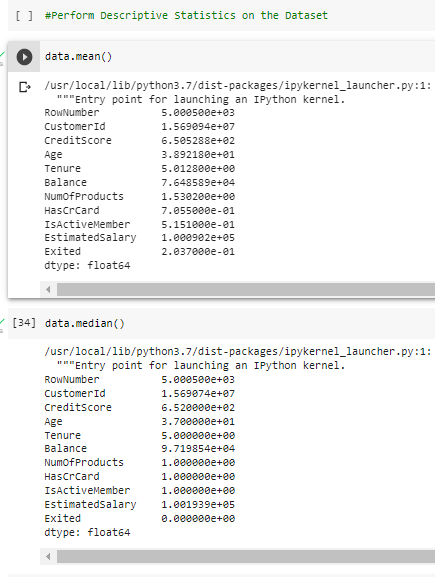 [ ] #Perform Descriptive Statistics on the Dataset
data.mean()
/usr/local/lib/python3.7/dist-packages/ipykernel_launcher.py:1:
"""Entry point for launching an IPython kernel.
RowNumber 5.000500e+03
CustomerId 1.569094e+07
CreditScore 6.505288e+02
Age 3.892180e+01
Tenure 5.012800e+00
Balance 7.648589e+04
NumOfProducts 1.530200e+00
HasCrCard 7.055000e-01
IsActiveMember 5.151000e-01
EstimatedSalary 1.000902e+05
Exited 2.037000e-01
dtype: float64
[34] data.median()
/usr/local/lib/python3.7/dist-packages/ipykernel_launcher.py:1:
"""Entry point for launching an IPython kernel.
RowNumber 5.000500e+03
CustomerId 1.569074e+07
CreditScore 6.520000e+02
Age 3.700000e+01
Tenure 5.000000e+00
Balance 9.719854e+04
NumOfProducts 1.000000e+00
HasCrCard 1.000000e+00
IsActiveMember 1.000000e+00
EstimatedSalary 1.001939e+05
Exited 0.000000e+00
dtype: float64